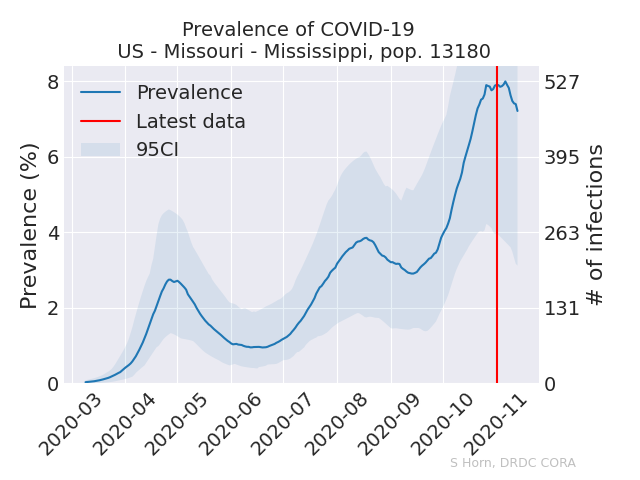 Prevalence of COVID-19
US - Missouri - Mississippi, pop. 13180
Prevalence
Latest data
95CI
Prevalence (%)
8
6
4
2
0
527
395
263
131
0
# of infections
2020-03
2020-04
2020-05
2020-06
2020-07
2020-08
2020-09
2020-10
2020-11
S Horn, DRDC CORA